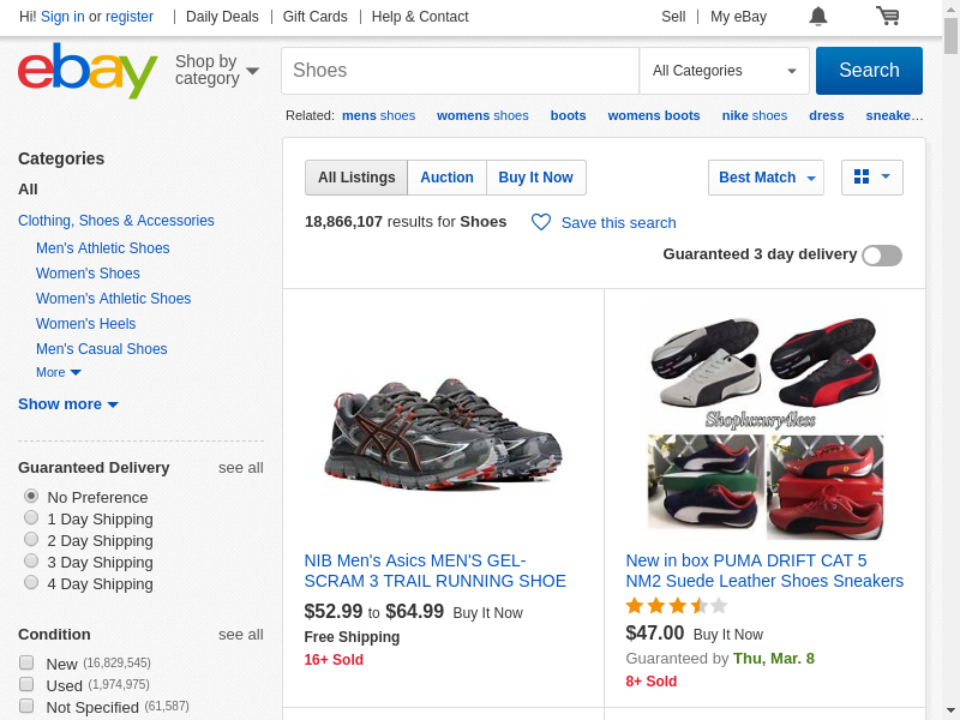 Hi! Sign in or register | Daily Deals | Gift Cards | Help & Contact Sell | My eBay
ebay
Shop by category
Shoes
All Categories
Search
Related: mens shoes womens shoes boots womens boots nike shoes dress sneake...
Categories
All
Clothing, Shoes & Accessories
Men's Athletic Shoes
Women's Shoes
Women's Athletic Shoes
Women's Heels
Men's Casual Shoes
More
Show more
Guaranteed Delivery see all
No Preference
1 Day Shipping
2 Day Shipping
3 Day Shipping
4 Day Shipping
Condition see all
New (16,829,545)
Used (1,974,975)
Not Specified (61,587)
All Listings Auction Buy It Now Best Match
18,866,107 results for Shoes Save this search
Guaranteed 3 day delivery
NIB Men's Asics MEN'S GEL-
SCRAM 3 TRAIL RUNNING SHOE
$52.99 to $64.99 Buy It Now
Free Shipping
16+ Sold
Shopluxury4less
New in box PUMA DRIFT CAT 5
NM2 Suede Leather Shoes Sneakers
$47.00 Buy It Now
Guaranteed by Thu, Mar. 8
8+ Sold